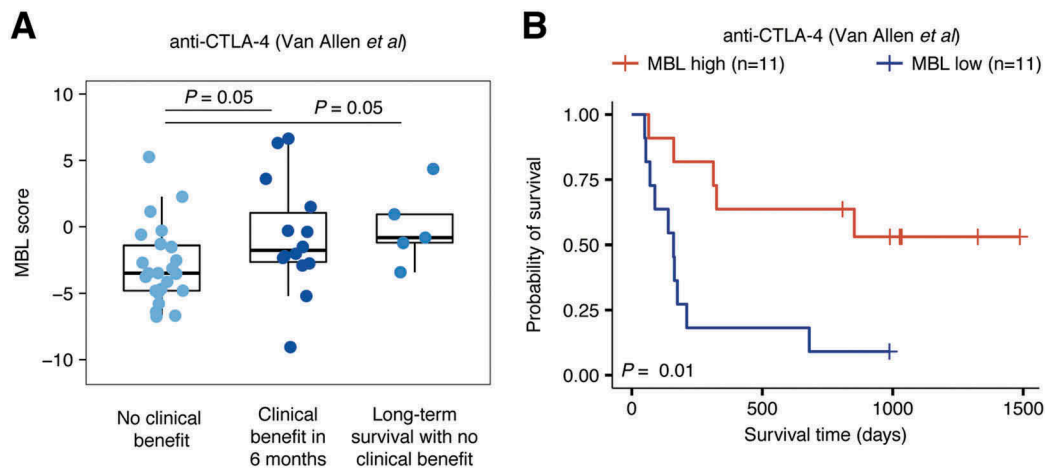 A
anti-CTLA-4 (Van Allen et al)
MBL score
10
5
0
−5
−10
P = 0.05
P = 0.05
No clinical
benefit
Clinical
benefit in
6 months
Long-term
survival with no
clinical benefit
B
anti-CTLA-4 (Van Allen et al)
MBL high (n=11)
MBL low (n=11)
Probability of survival
1.00
0.75
0.50
0.25
0.00
P = 0.01
0
500
1000
1500
Survival time (days)